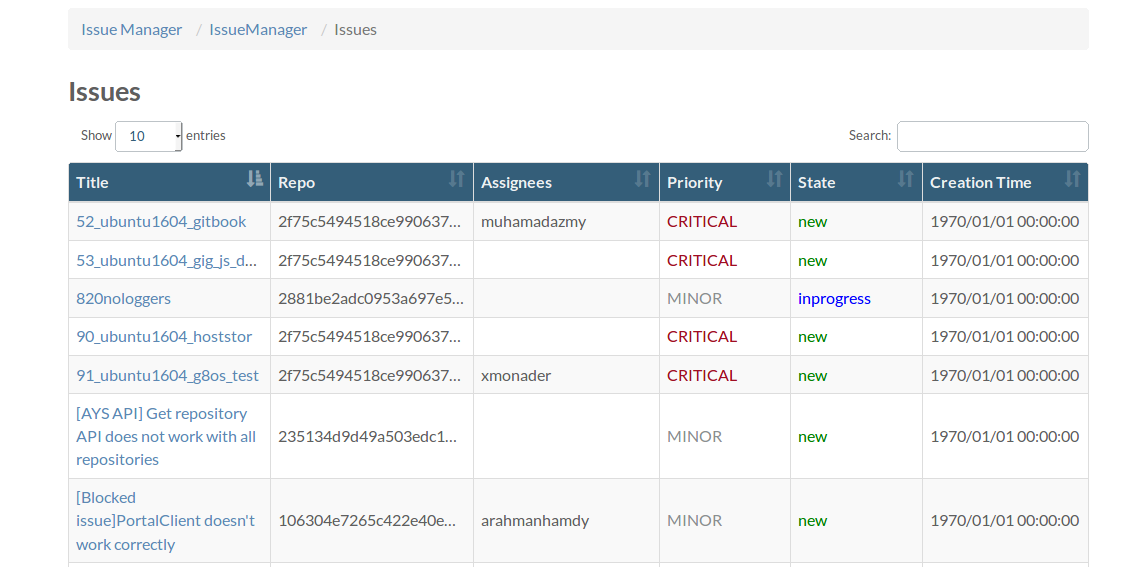 Issue Manager / IssueManager / Issues
Issues
Show 10 entries Search:
Title Repo Assignees Priority State Creation Time
52_ubuntu1604_gitbook 2f75c5494518ce990637... muhamadazmy CRITICAL new 1970/01/01 00:00:00
53_ubuntu1604_gig_js_d... 2f75c5494518ce990637... CRITICAL new 1970/01/01 00:00:00
820nologgers 2881be2adc0953a697e5... MINOR inprogress 1970/01/01 00:00:00
90_ubuntu1604_hoststor 2f75c5494518ce990637... CRITICAL new 1970/01/01 00:00:00
91_ubuntu1604_g8os_test 2f75c5494518ce990637... xmonader CRITICAL new 1970/01/01 00:00:00
[AYS API] Get repository
API does not work with all 235134d9d49a503edc1... MINOR new 1970/01/01 00:00:00
repositories
[Blocked
issue]PortalClient doesn't 106304e7265c422e40e... arahmanhamdy MINOR new 1970/01/01 00:00:00
work correctly